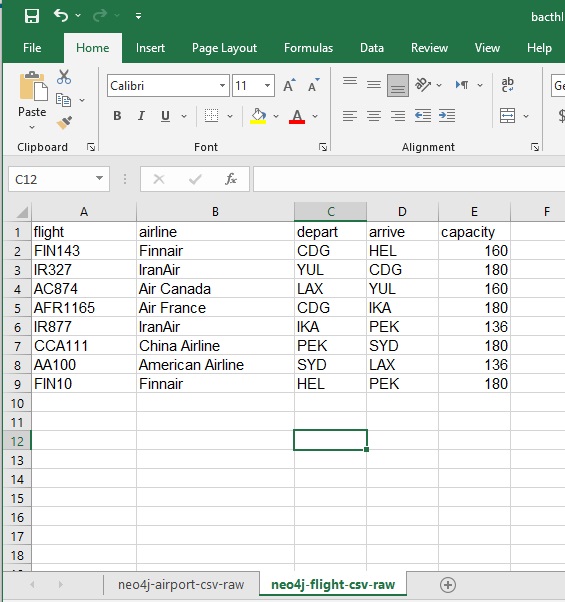 bacthl
File Home Insert Page Layout Formulas Data Review View Help
Paste Calibri 11 A A ab c Ge
B I U A $
Clipboard Font Alignment
C12 fx
A B C D E F
1 flight airline depart arrive capacity
2 FIN143 Finnair CDG HEL 160
3 IR327 IranAir YUL CDG 180
4 AC874 Air Canada LAX YUL 160
5 AFR1165 Air France CDG IKA 180
6 IR877 IranAir IKA PEK 136
7 CCA111 China Airline PEK SYD 180
8 AA100 American Airline SYD LAX 136
9 FIN10 Finnair HEL PEK 180
10
11
12
13
14
15
16
17
18
neo4j-airport-csv-raw neo4j-flight-csv-raw